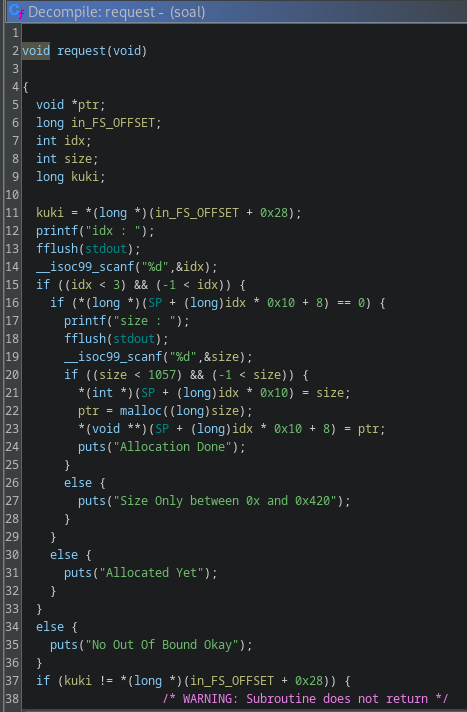 Decompile: request - (soal)
1
2 void request(void)
3
4 {
5 void *ptr;
6 long in_FS_OFFSET;
7 int idx;
8 int size;
9 long kuki;
10
11 kuki = *(long *)(in_FS_OFFSET + 0x28);
12 printf("idx : ");
13 fflush(stdout);
14 __isoc99_scanf("%d",&idx);
15 if ((idx < 3) && (-1 < idx)) {
16 if (*(long *)(SP + (long)idx * 0x10 + 8) == 0) {
17 printf("size : ");
18 fflush(stdout);
19 __isoc99_scanf("%d",&size);
20 if ((size < 1057) && (-1 < size)) {
21 *(int *)(SP + (long)idx * 0x10) = size;
22 ptr = malloc((long)size);
23 *(void **)(SP + (long)idx * 0x10 + 8) = ptr;
24 puts("Allocation Done");
25 }
26 else {
27 puts("Size Only between 0x and 0x420");
28 }
29 }
30 else {
31 puts("Allocated Yet");
32 }
33 }
34 else {
35 puts("No Out Of Bound Okay");
36 }
37 if (kuki != *(long *)(in_FS_OFFSET + 0x28)) {
38 /* WARNING: Subroutine does not return */